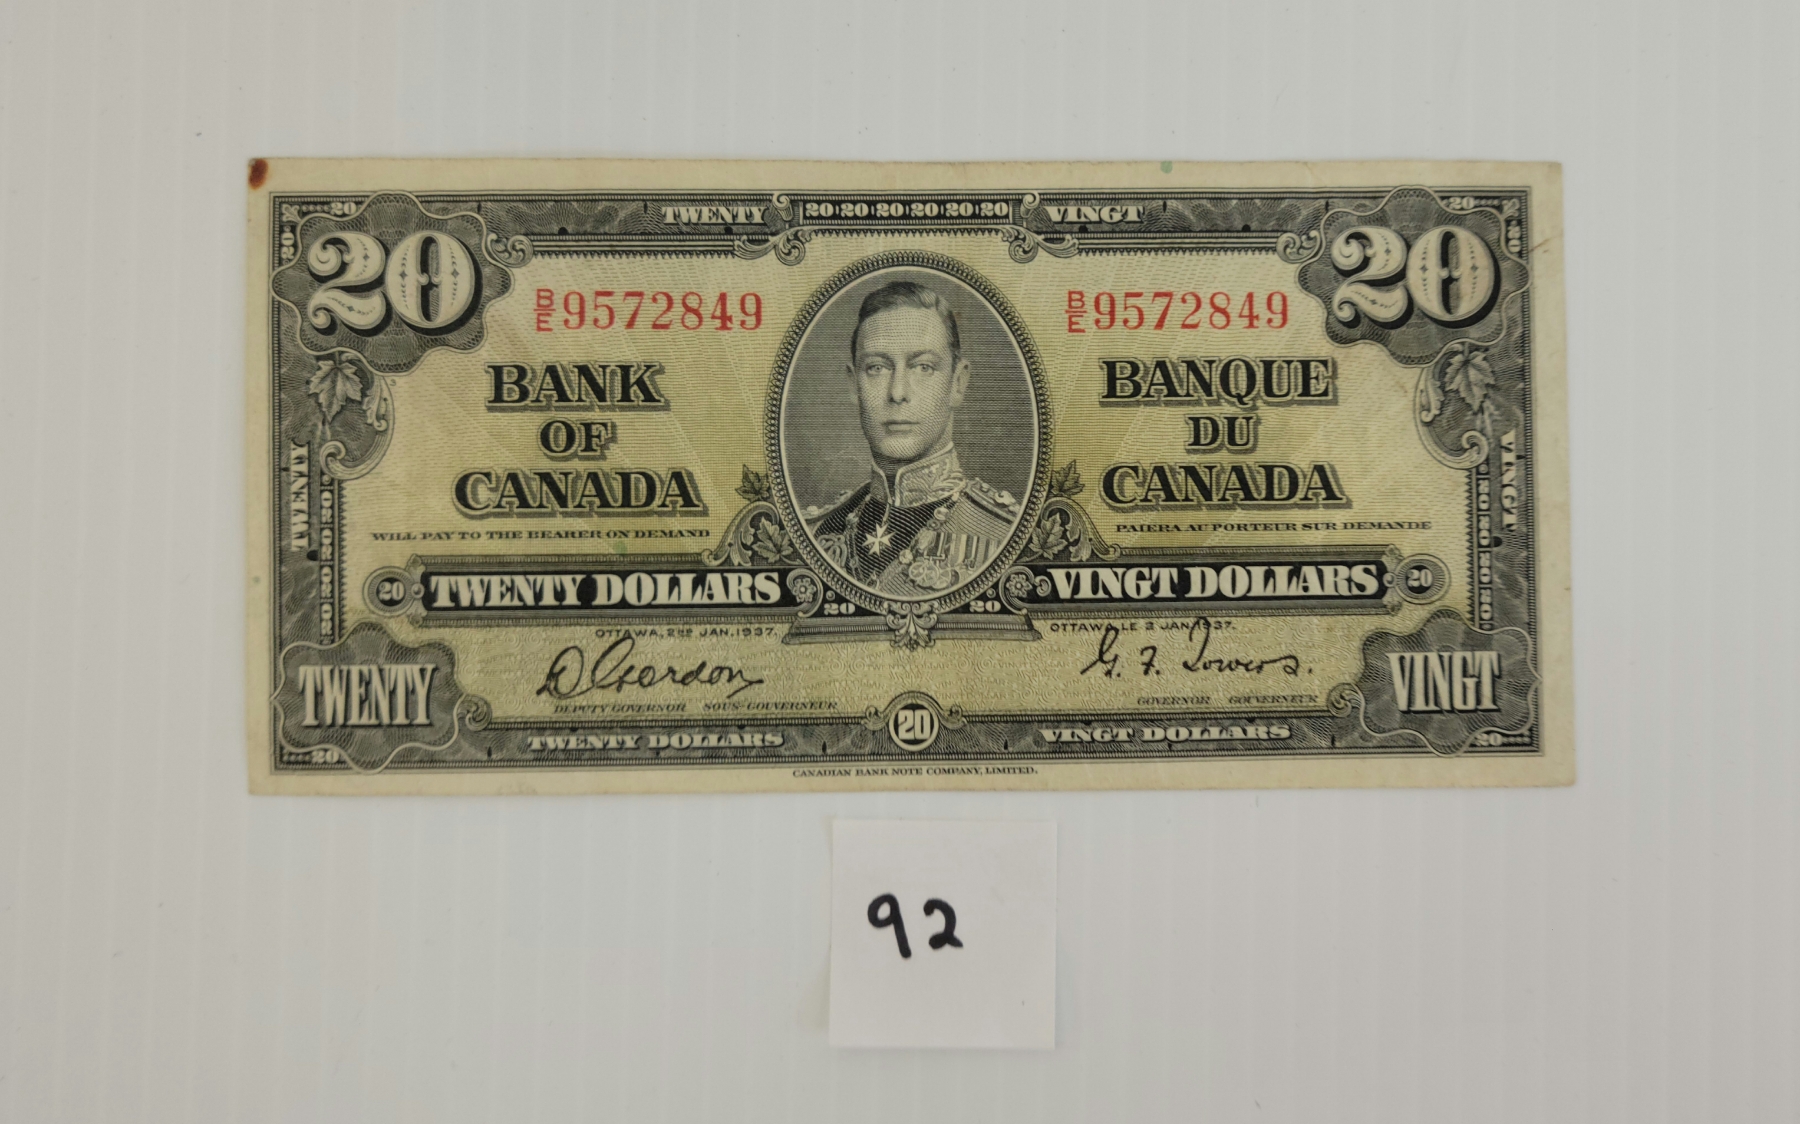 20 TWENTY 20 20 20 20 20 20 VINGT 20
20 20
B/E 9572849 B/E 9572849
BANK BANQUE
OF DU
CANADA CANADA
WILL PAY TO THE BEARER ON DEMAND PAIERA AU PORTEUR SUR DEMANDE
TWENTY VINGT
20 TWENTY DOLLARS 20 20 VINGT DOLLARS 20
OTTAWA, 2ND JAN. 1937. OTTAWA, LE 2 JAN. 1937.
D Gordon G. F. Towers.
DEPUTY GOVERNOR SOUS-GOUVERNEUR GOVERNOR GOUVERNEUR
TWENTY VINGT
20 TWENTY DOLLARS 20 VINGT DOLLARS 20
CANADIAN BANK NOTE COMPANY, LIMITED.
92